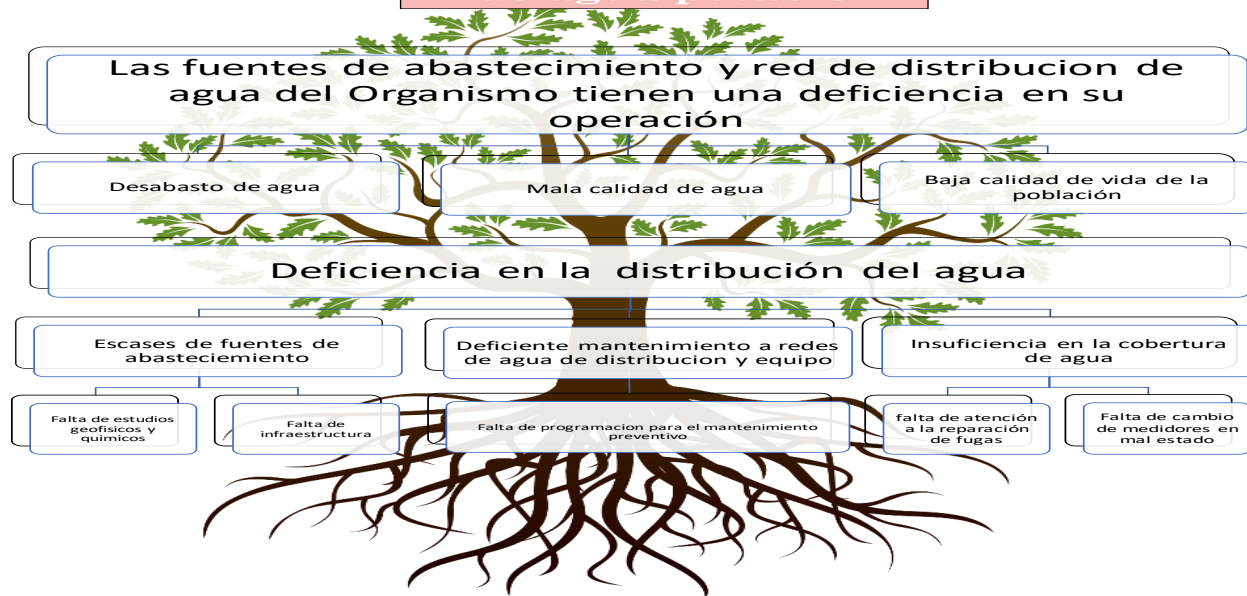 Las fuentes de abastecimiento y red de distribucion de
agua del Organismo tienen una deficiencia en su
operación
Desabasto de agua
Mala calidad de agua
Baja calidad de vida de la
población
Deficiencia en la distribución del agua
Escases de fuentes de
abasteciemiento
Deficiente mantenimiento a redes
de agua de distribucion y equipo
Insuficiencia en la cobertura
de agua
Falta de estudios
geofisicos y
quimicos
Falta de
infraestructura
Falta de programacion para el mantenimiento
preventivo
falta de atención
a la reparación
de fugas
Falta de cambio
de medidores en
mal estado